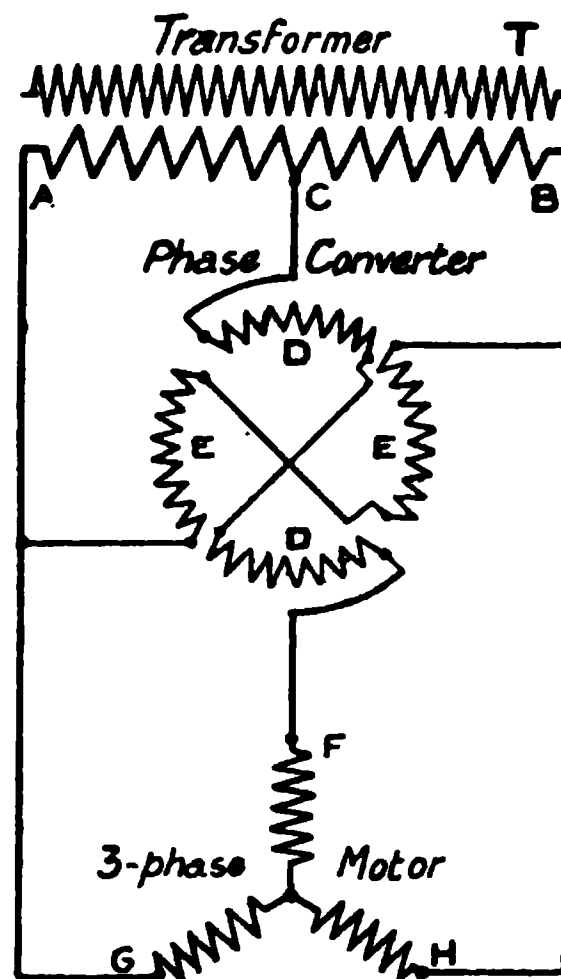 Transformer T
A C B
Phase Converter
D
E E
D
F
3-phase Motor
G H